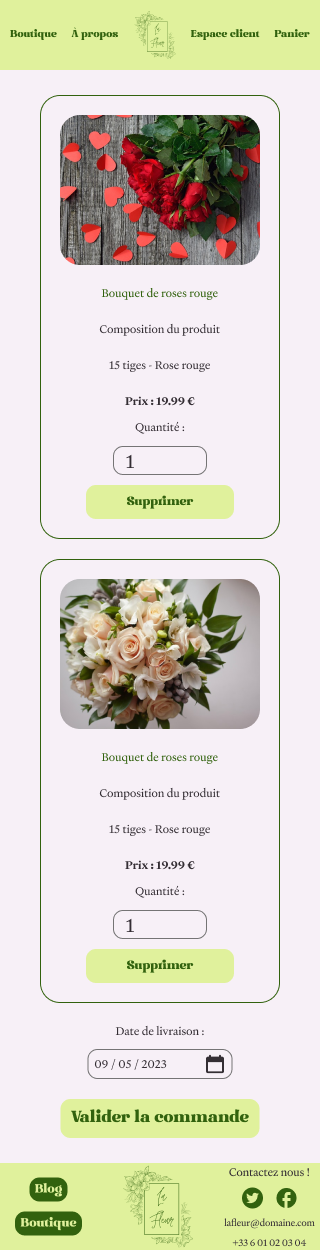 Boutique À propos La Fleur Espace client Panier
Bouquet de roses rouge
Composition du produit
15 tiges - Rose rouge
Prix : 19.99 €
Quantité :
1
Supprimer
Bouquet de roses rouge
Composition du produit
15 tiges - Rose rouge
Prix : 19.99 €
Quantité :
1
Supprimer
Date de livraison :
09 / 05 / 2023
Valider la commande
Blog
Boutique
La
Fleur
Contactez nous !
lafleur@domaine.com
+33 6 01 02 03 04